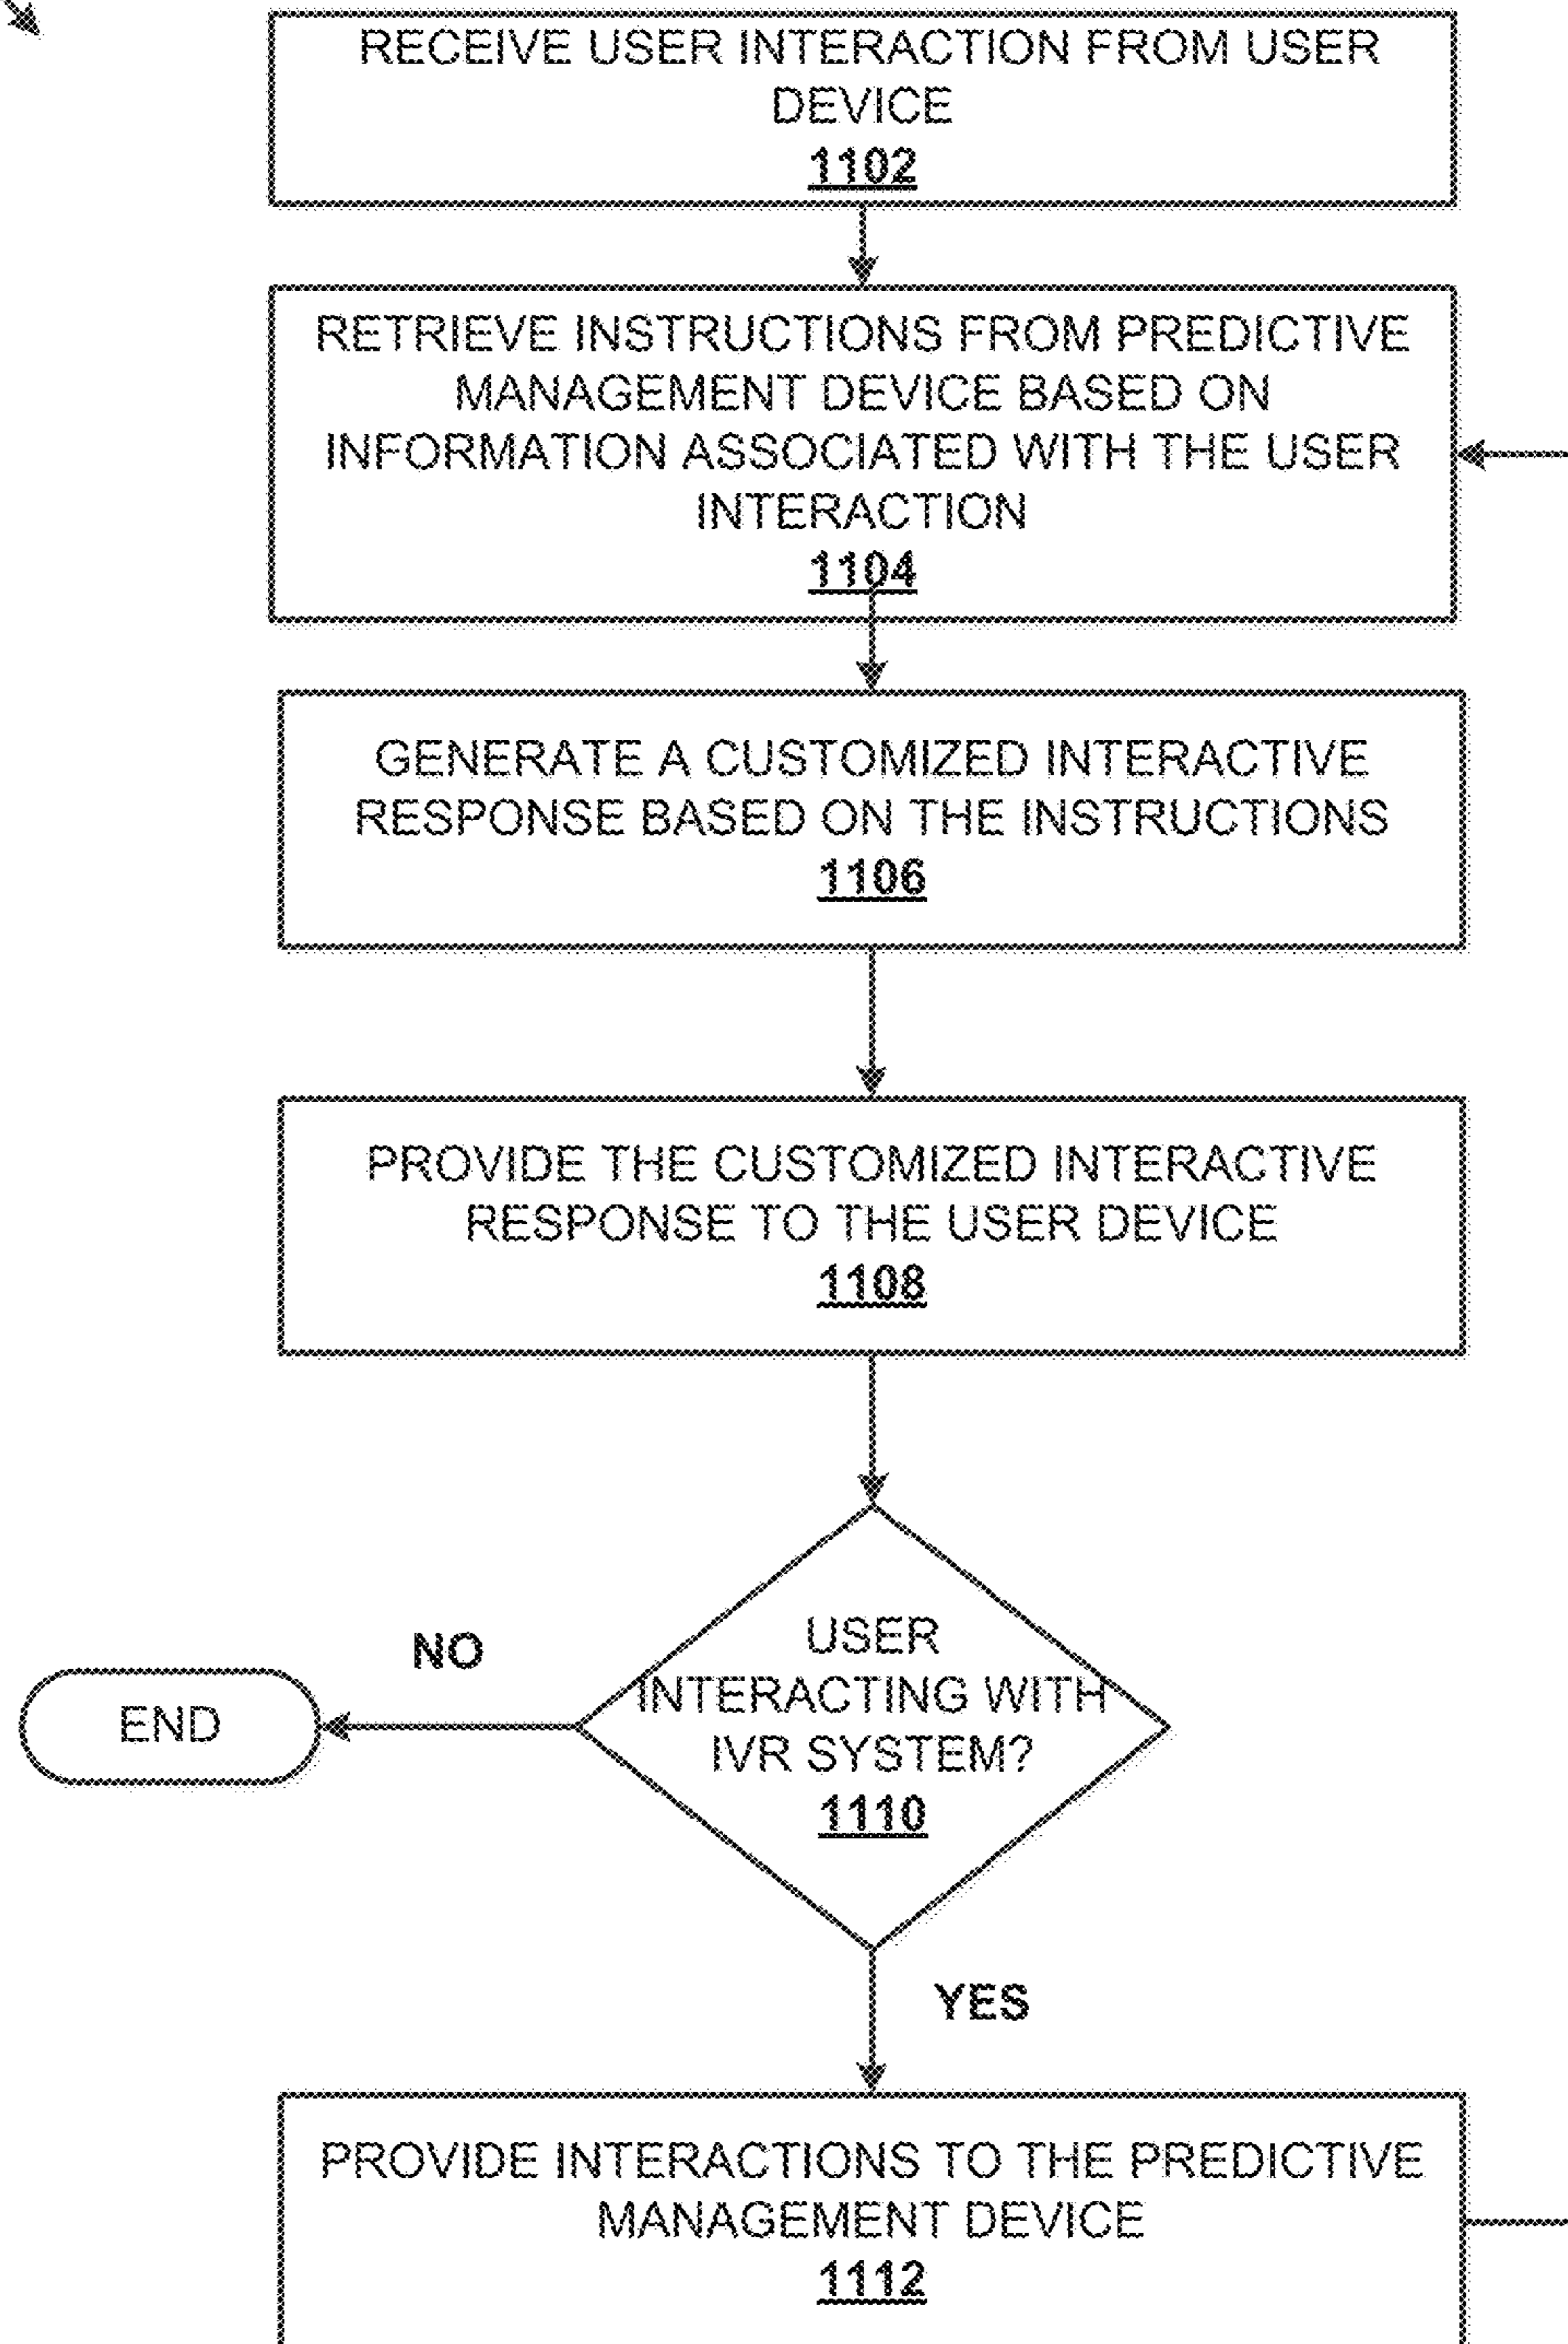 RECEIVE USER INTERACTION FROM USER
DEVICE
1102
RETRIEVE INSTRUCTIONS FROM PREDICTIVE
MANAGEMENT DEVICE BASED ON
INFORMATION ASSOCIATED WITH THE USER
INTERACTION
1104
GENERATE A CUSTOMIZED INTERACTIVE
RESPONSE BASED ON THE INSTRUCTIONS
1106
PROVIDE THE CUSTOMIZED INTERACTIVE
RESPONSE TO THE USER DEVICE
1108
USER
INTERACTING WITH
IVR SYSTEM?
1110
NO
END
YES
PROVIDE INTERACTIONS TO THE PREDICTIVE
MANAGEMENT DEVICE
1112